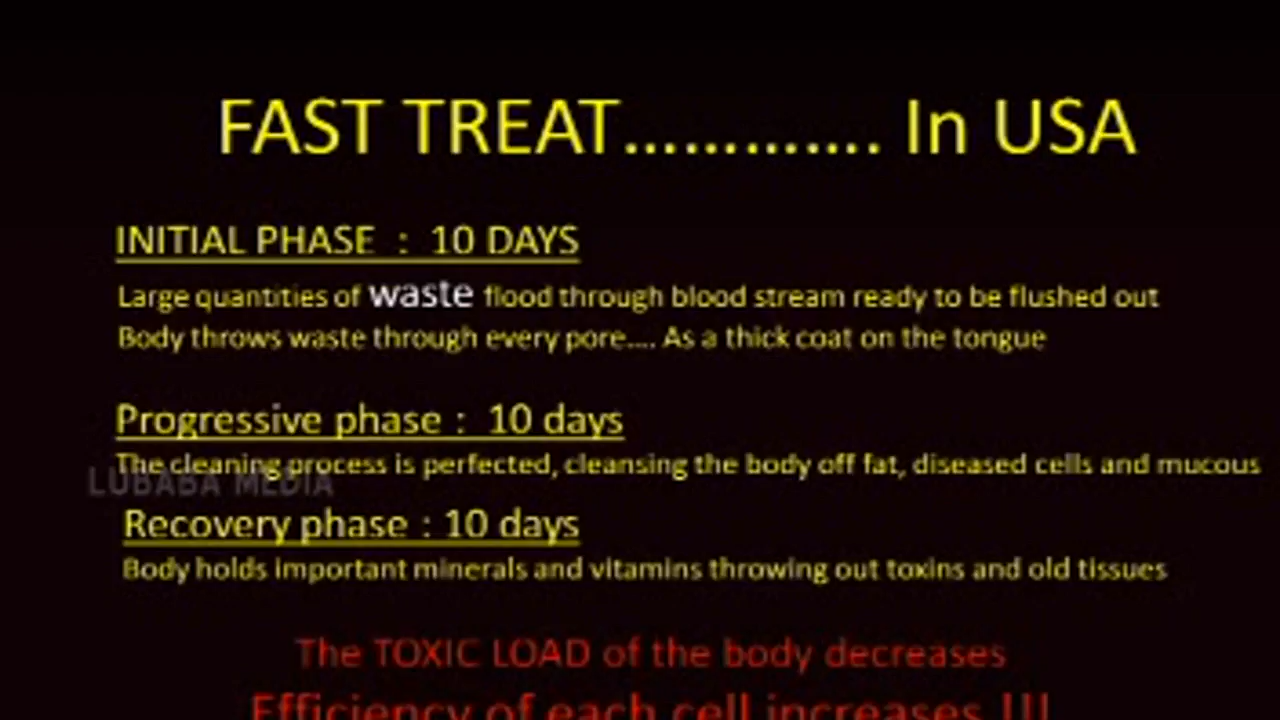 FAST TREAT............. In USA
INITIAL PHASE : 10 DAYS
Large quantities of waste flood through blood stream ready to be flushed out
Body throws waste through every pore.... As a thick coat on the tongue
Progressive phase : 10 days
The cleaning process is perfected, cleansing the body off fat, diseased cells and mucous
LUBABA MEDIA
Recovery phase : 10 days
Body holds important minerals and vitamins throwing out toxins and old tissues
The TOXIC LOAD of the body decreases
Efficiency of each cell increases !!!